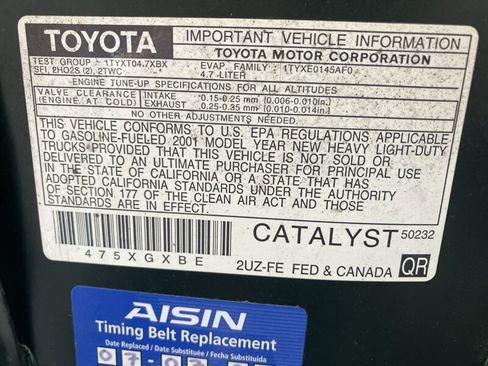 TOYOTA
IMPORTANT VEHICLE INFORMATION
TOYOTA MOTOR CORPORATION
TEST GROUP : 1TYXT04.7XBX EVAP. FAMILY : 1TYXE0145AF0
SFI, 2HO2S (2), 2TWC 4.7 LITER
ENGINE TUNE-UP SPECIFICATIONS FOR ALL ALTITUDES
VALVE CLEARANCE INTAKE 0.15-0.25 mm (0.006-0.010in.)
(ENGINE AT COLD) EXHAUST 0.25-0.35 mm (0.010-0.014in.)
NO OTHER ADJUSTMENTS NEEDED.
THIS VEHICLE CONFORMS TO U.S. EPA REGULATIONS APPLICABLE
TO GASOLINE-FUELED 2001 MODEL YEAR NEW HEAVY LIGHT-DUTY
TRUCKS PROVIDED THAT THIS VEHICLE IS NOT SOLD OR
DELIVERED TO AN ULTIMATE PURCHASER FOR PRINCIPAL USE
IN THE STATE OF CALIFORNIA OR A STATE THAT HAS
ADOPTED CALIFORNIA STANDARDS UNDER THE AUTHORITY
OF SECTION 177 OF THE CLEAN AIR ACT AND THOSE
STANDARDS ARE IN EFFECT.
CATALYST 50232
475XGXBE
2UZ-FE FED & CANADA QR
AISIN
Timing Belt Replacement
Date Replaced / Date Substituée / Fecha Substituida